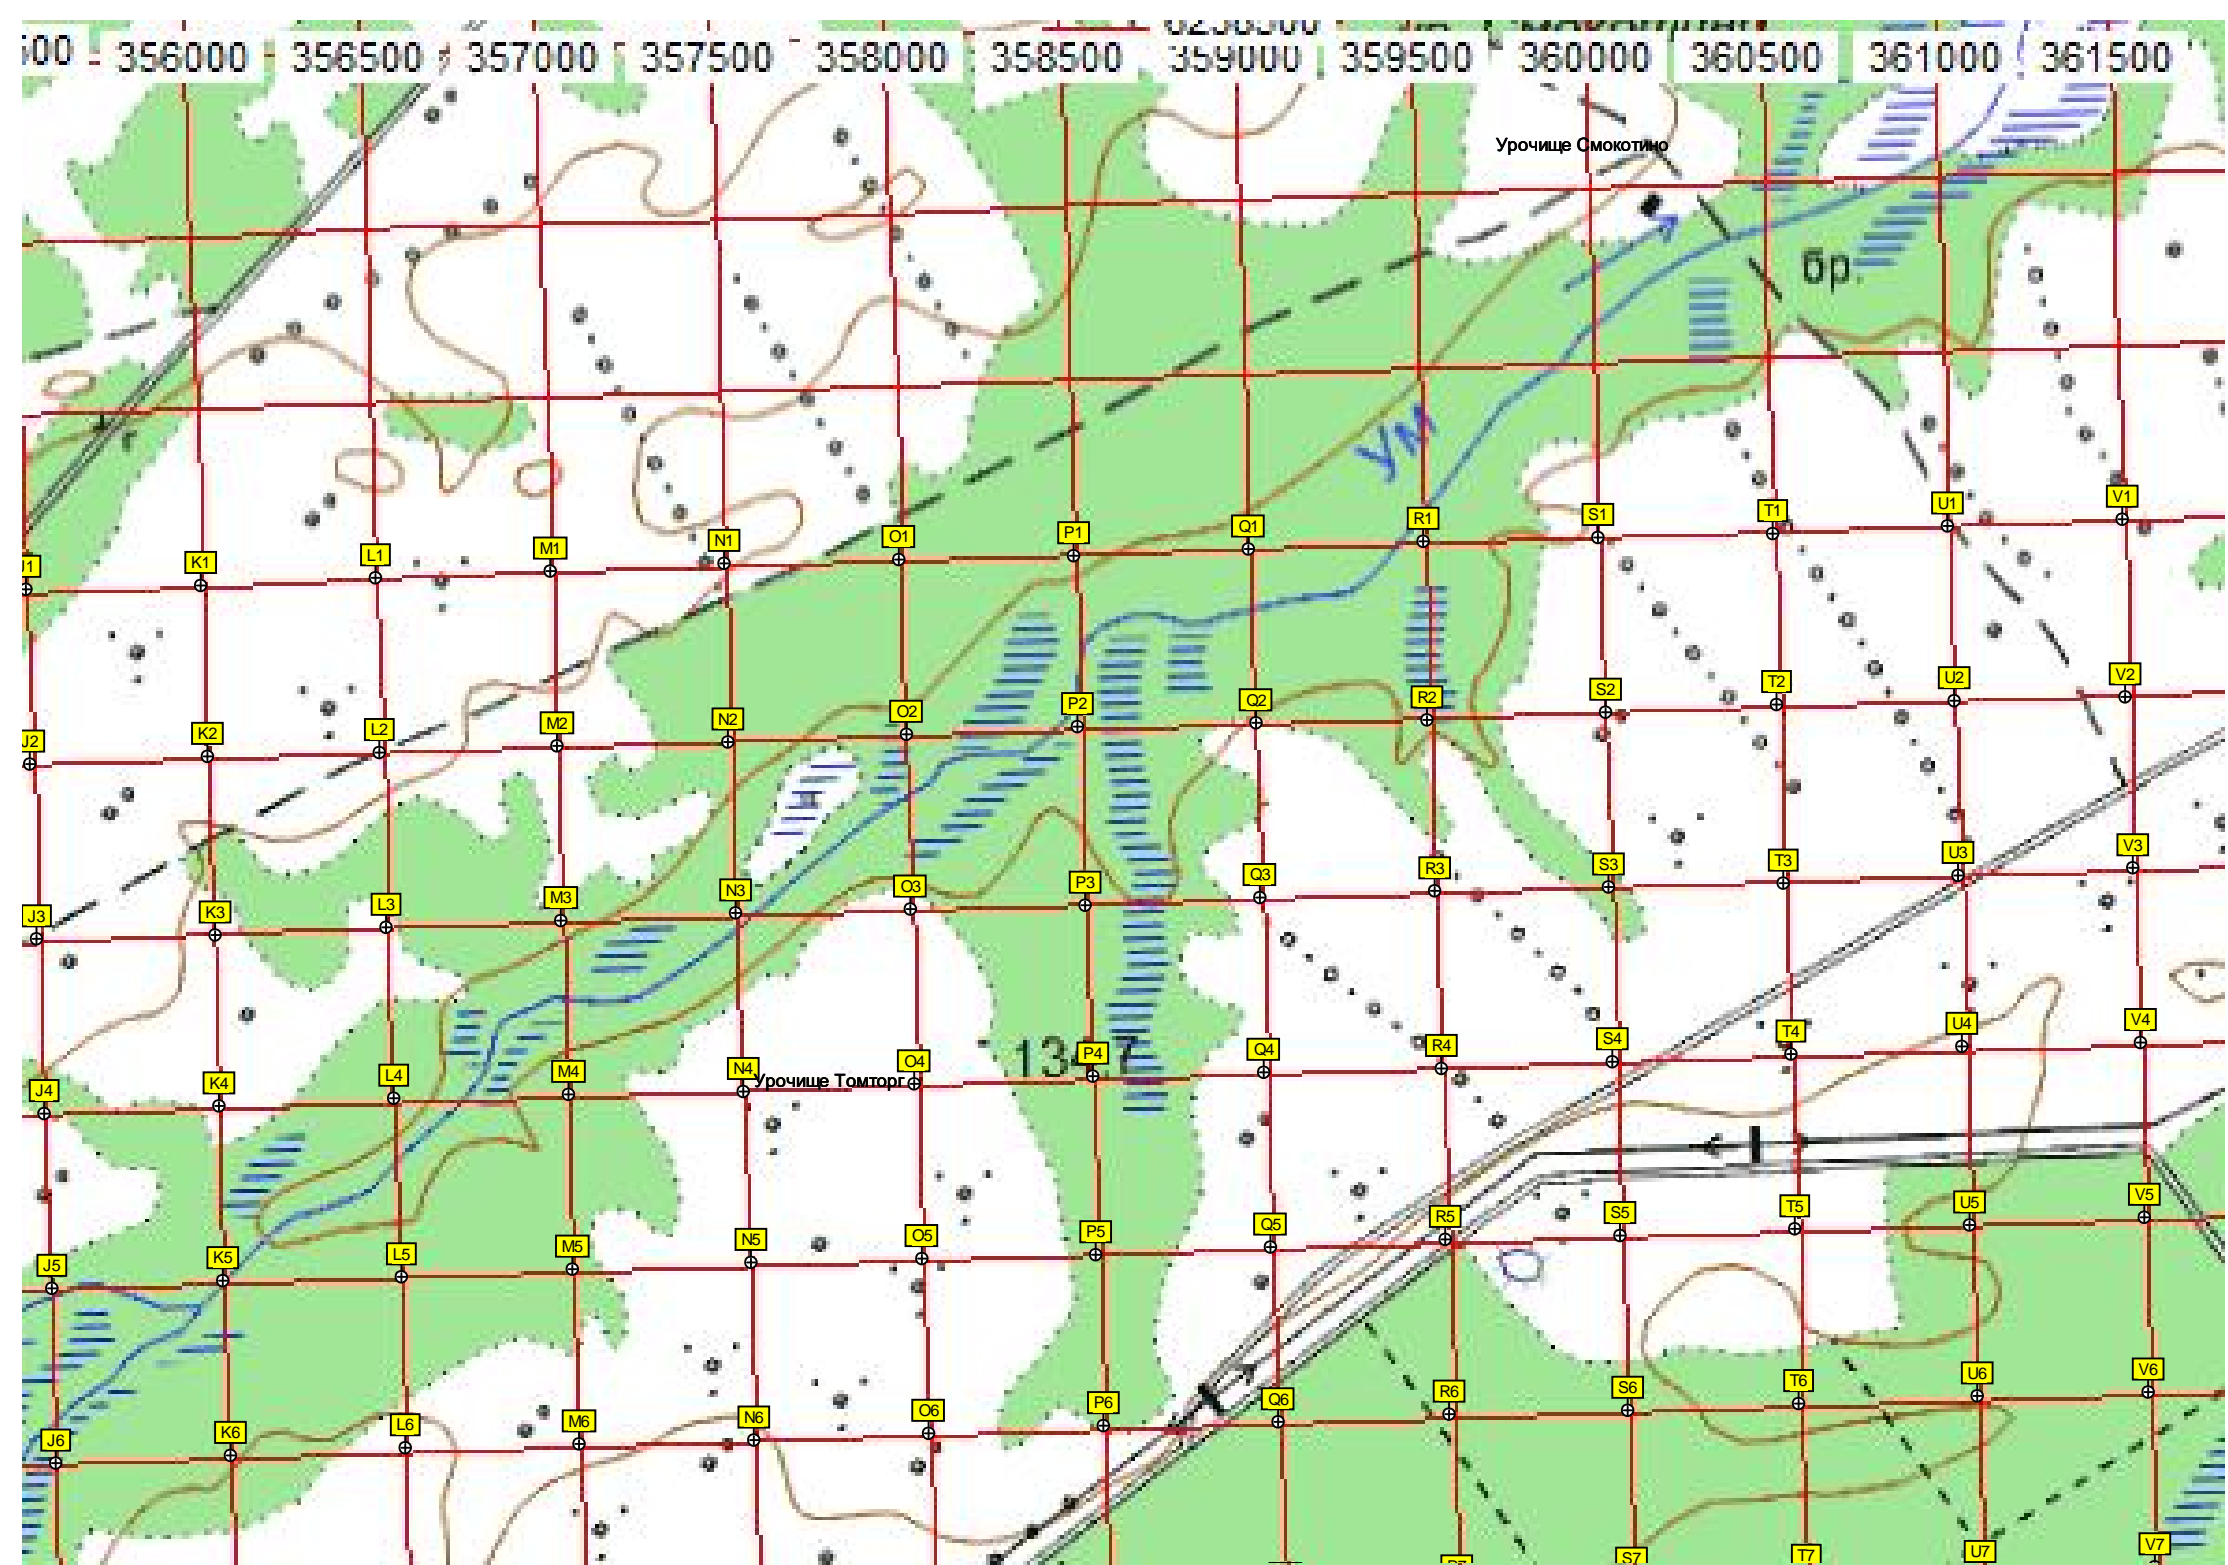 356000 356500 357000 357500 358000 358500 359000 359500 360000 360500 361000 361500
Урочище Смокотино
бр.
УМ
J1 K1 L1 M1 N1 O1 P1 Q1 R1 S1 T1 U1 V1
J2 K2 L2 M2 N2 O2 P2 Q2 R2 S2 T2 U2 V2
J3 K3 L3 M3 N3 O3 P3 Q3 R3 S3 T3 U3 V3
J4 K4 L4 M4 N4 O4 P4 Q4 R4 S4 T4 U4 V4
Урочище Томторг
J5 K5 L5 M5 N5 O5 P5 Q5 R5 S5 T5 U5 V5
J6 K6 L6 M6 N6 O6 P6 Q6 R6 S6 T6 U6 V6
S7 T7 U7 V7